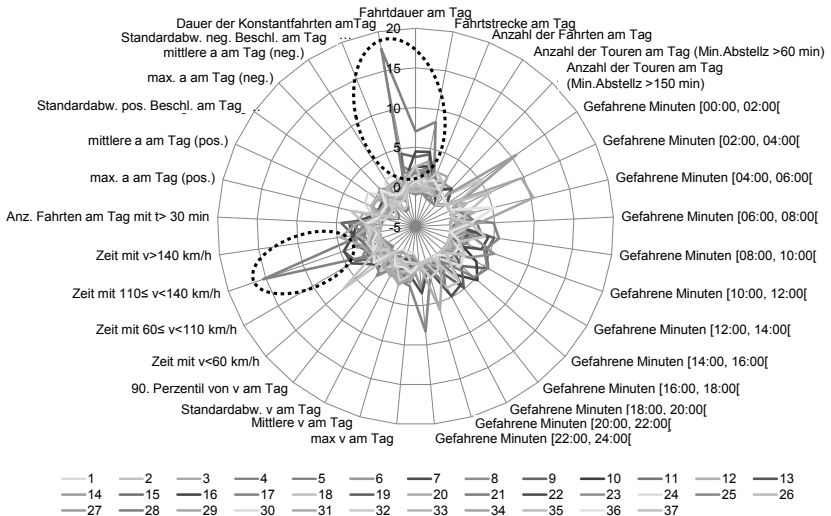 Fahrtdauer am Tag
Dauer der Konstantfahrten amTag
Fahrtstrecke am Tag
Standardabw. neg. Beschl. am Tag ...
Anzahl der Fahrten am Tag
mittlere a am Tag (neg.)
Anzahl der Touren am Tag (Min.Abstellz >60 min)
max. a am Tag (neg.)
Anzahl der Touren am Tag
(Min.Abstellz >150 min)
Standardabw. pos. Beschl. am Tag ...
Gefahrene Minuten [00:00, 02:00[
mittlere a am Tag (pos.)
Gefahrene Minuten [02:00, 04:00[
max. a am Tag (pos.)
Gefahrene Minuten [04:00, 06:00[
Anz. Fahrten am Tag mit t> 30 min
Gefahrene Minuten [06:00, 08:00[
Zeit mit v>140 km/h
Gefahrene Minuten [08:00, 10:00[
Zeit mit 110≤ v<140 km/h
Gefahrene Minuten [10:00, 12:00[
Zeit mit 60≤ v<110 km/h
Gefahrene Minuten [12:00, 14:00[
Zeit mit v<60 km/h
Gefahrene Minuten [14:00, 16:00[
90. Perzentil von v am Tag
Gefahrene Minuten [16:00, 18:00[
Standardabw. v am Tag
Gefahrene Minuten [18:00, 20:00[
Mittlere v am Tag
Gefahrene Minuten [20:00, 22:00[
max v am Tag
Gefahrene Minuten [22:00, 24:00[
20
15
10
5
0
-5
1 2 3 4 5 6 7 8 9 10 11 12 13
14 15 16 17 18 19 20 21 22 23 24 25 26
27 28 29 30 31 32 33 34 35 36 37